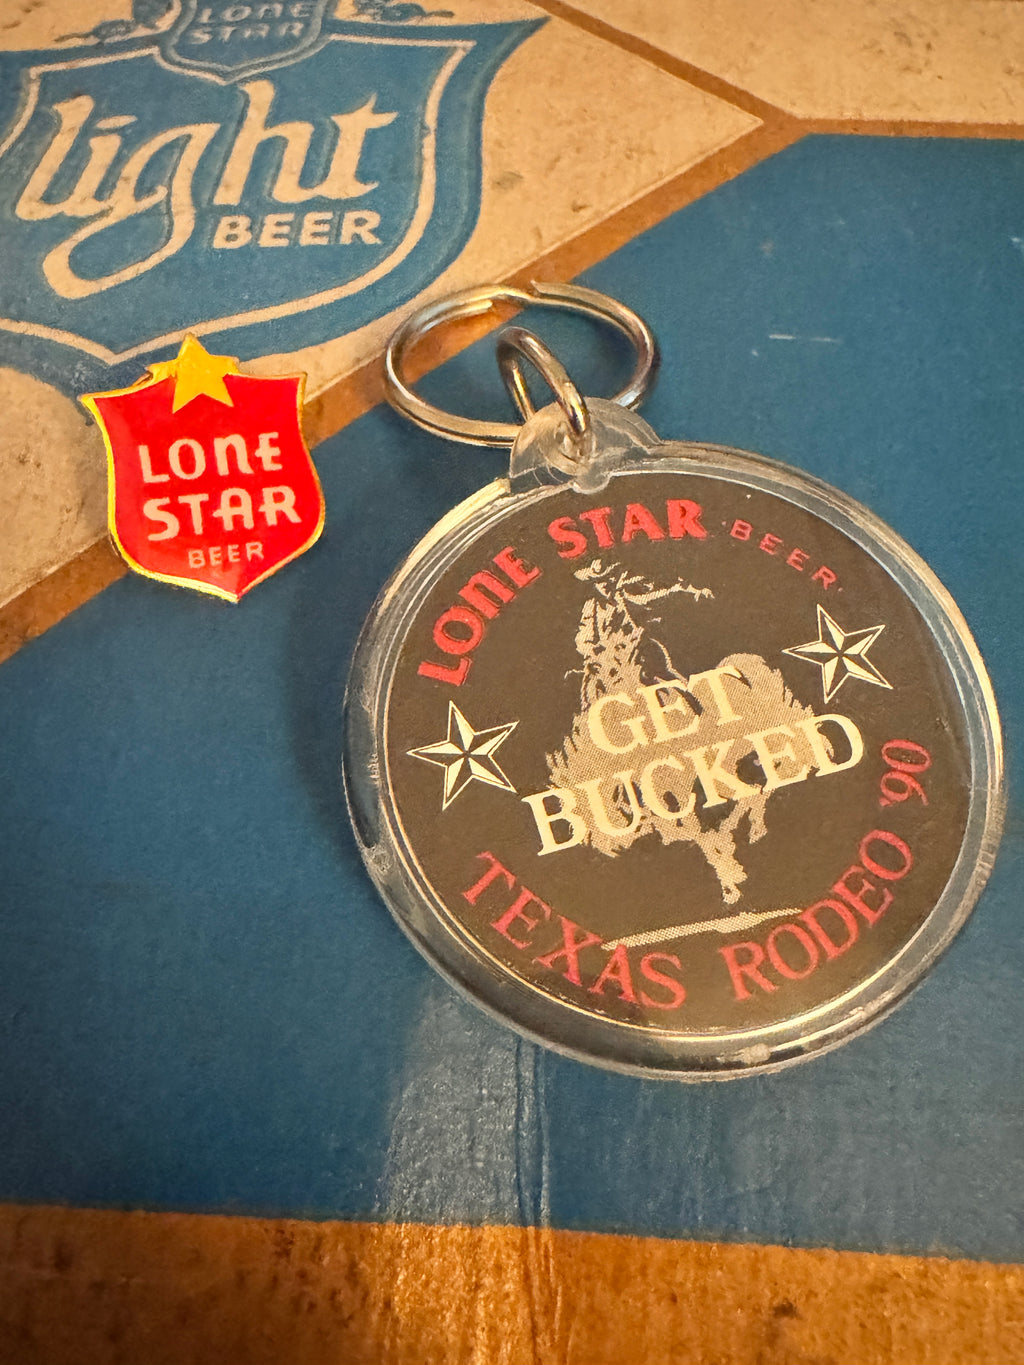 LONE
STAR
light
BEER
LONE
STAR
BEER
LONE STAR BEER.
GET
BUCKED
TEXAS RODEO '90